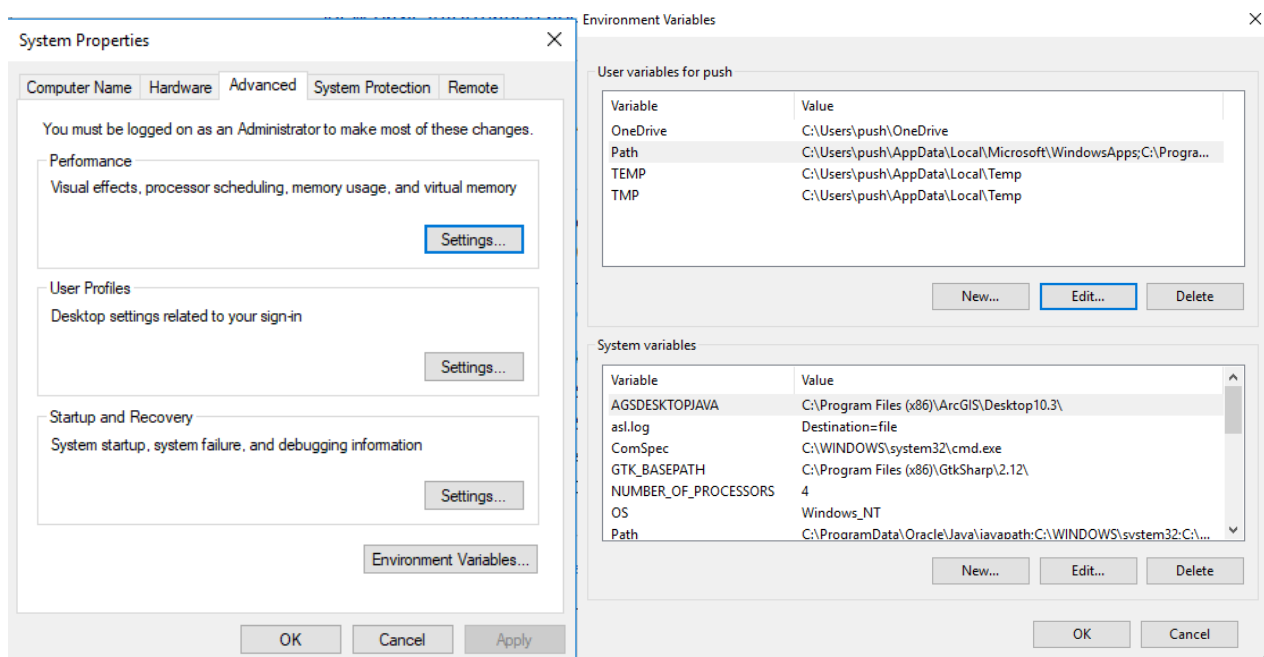 System Properties
Computer Name Hardware Advanced System Protection Remote
You must be logged on as an Administrator to make most of these changes.
Performance
Visual effects, processor scheduling, memory usage, and virtual memory
Settings...
User Profiles
Desktop settings related to your sign-in
Settings...
Startup and Recovery
System startup, system failure, and debugging information
Settings...
Environment Variables...
OK Cancel Apply
Environment Variables
User variables for push
Variable Value
OneDrive C:\Users\push\OneDrive
Path C:\Users\push\AppData\Local\Microsoft\WindowsApps;C:\Progra...
TEMP C:\Users\push\AppData\Local\Temp
TMP C:\Users\push\AppData\Local\Temp
New... Edit... Delete
System variables
Variable Value
AGSDESKTOPJAVA C:\Program Files (x86)\ArcGIS\Desktop10.3\
asl.log Destination=file
ComSpec C:\WINDOWS\system32\cmd.exe
GTK_BASEPATH C:\Program Files (x86)\GtkSharp\2.12\
NUMBER_OF_PROCESSORS 4
OS Windows_NT
Path C:\ProgramData\Oracle\Java\javapath;C:\WINDOWS\system32;C:\...
New... Edit... Delete
OK Cancel